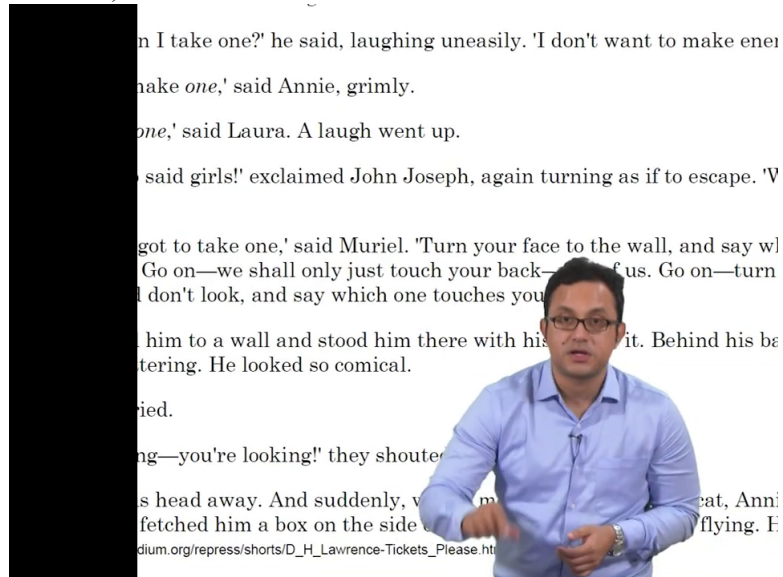 n I take one?' he said, laughing uneasily. 'I don't want to make ener
nake one,' said Annie, grimly.
one,' said Laura. A laugh went up.
said girls!' exclaimed John Joseph, again turning as if to escape. 'W
got to take one,' said Muriel. 'Turn your face to the wall, and say wh
Go on—we shall only just touch your back— of us. Go on—turn
don't look, and say which one touches you
him to a wall and stood him there with his it. Behind his ba
tering. He looked so comical.
ried.
ng—you're looking!' they shouted
s head away. And suddenly, cat, Anni
fetched him a box on the side flying. H
dium.org/repress/shorts/D_H_Lawrence-Tickets_Please.htm